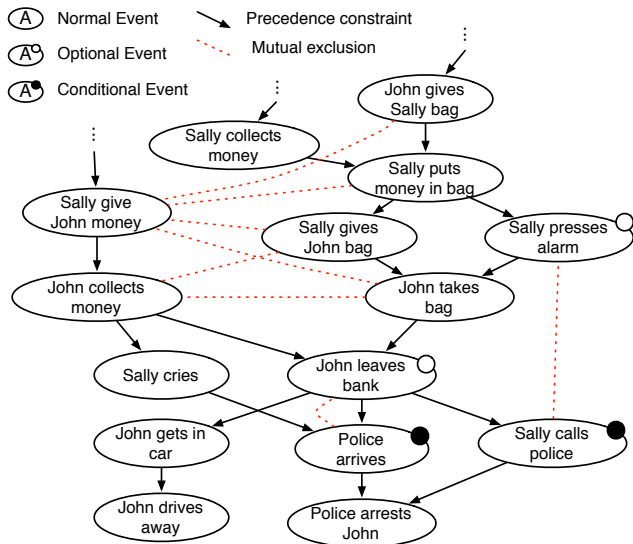 A Normal Event
Precedence constraint
A Optional Event
Mutual exclusion
A Conditional Event
⋮
⋮
⋮
John gives
Sally bag
Sally collects
money
Sally puts
money in bag
Sally give
John money
Sally gives
John bag
Sally presses
alarm
John collects
money
John takes
bag
Sally cries
John leaves
bank
John gets in
car
Police
arrives
Sally calls
police
John drives
away
Police arrests
John